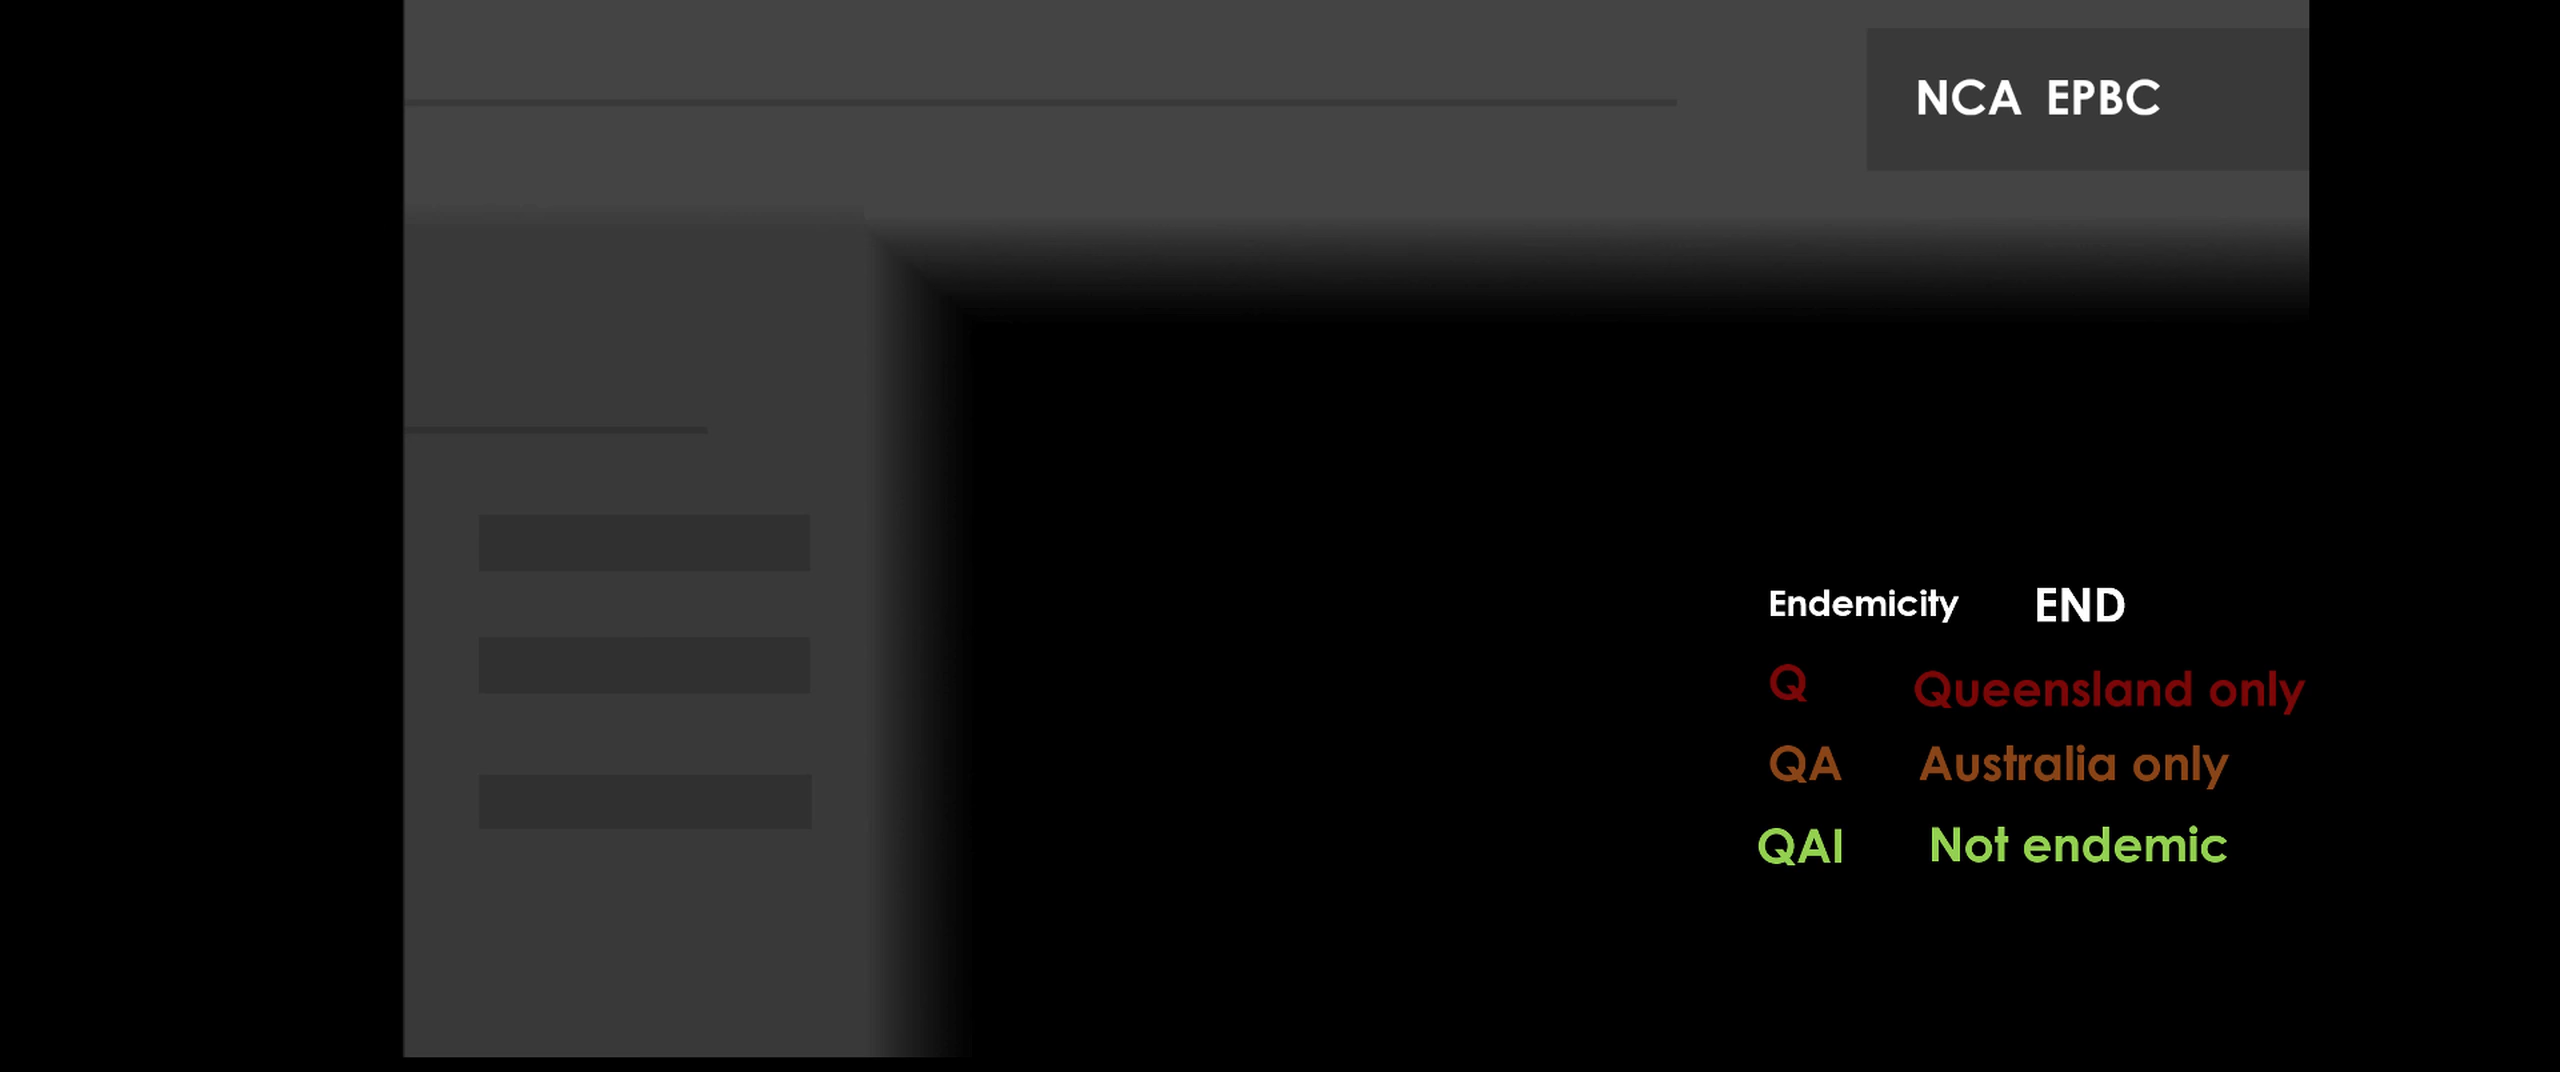 NCA EPBC
Endemicity END
Q Queensland only
QA Australia only
QAI Not endemic